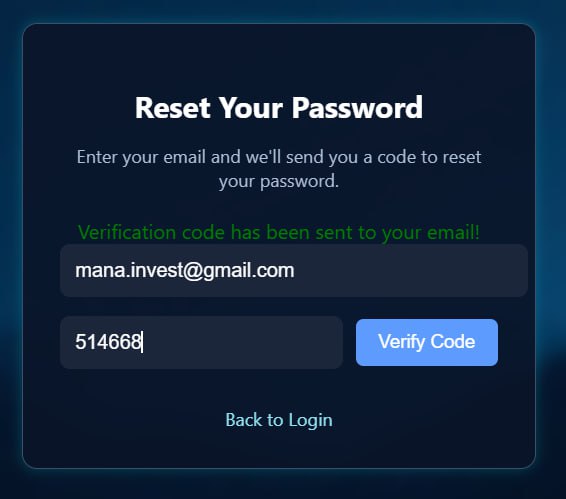 Reset Your Password
Enter your email and we'll send you a code to reset
your password.
Verification code has been sent to your email!
mana.invest@gmail.com
514668
Verify Code
Back to Login